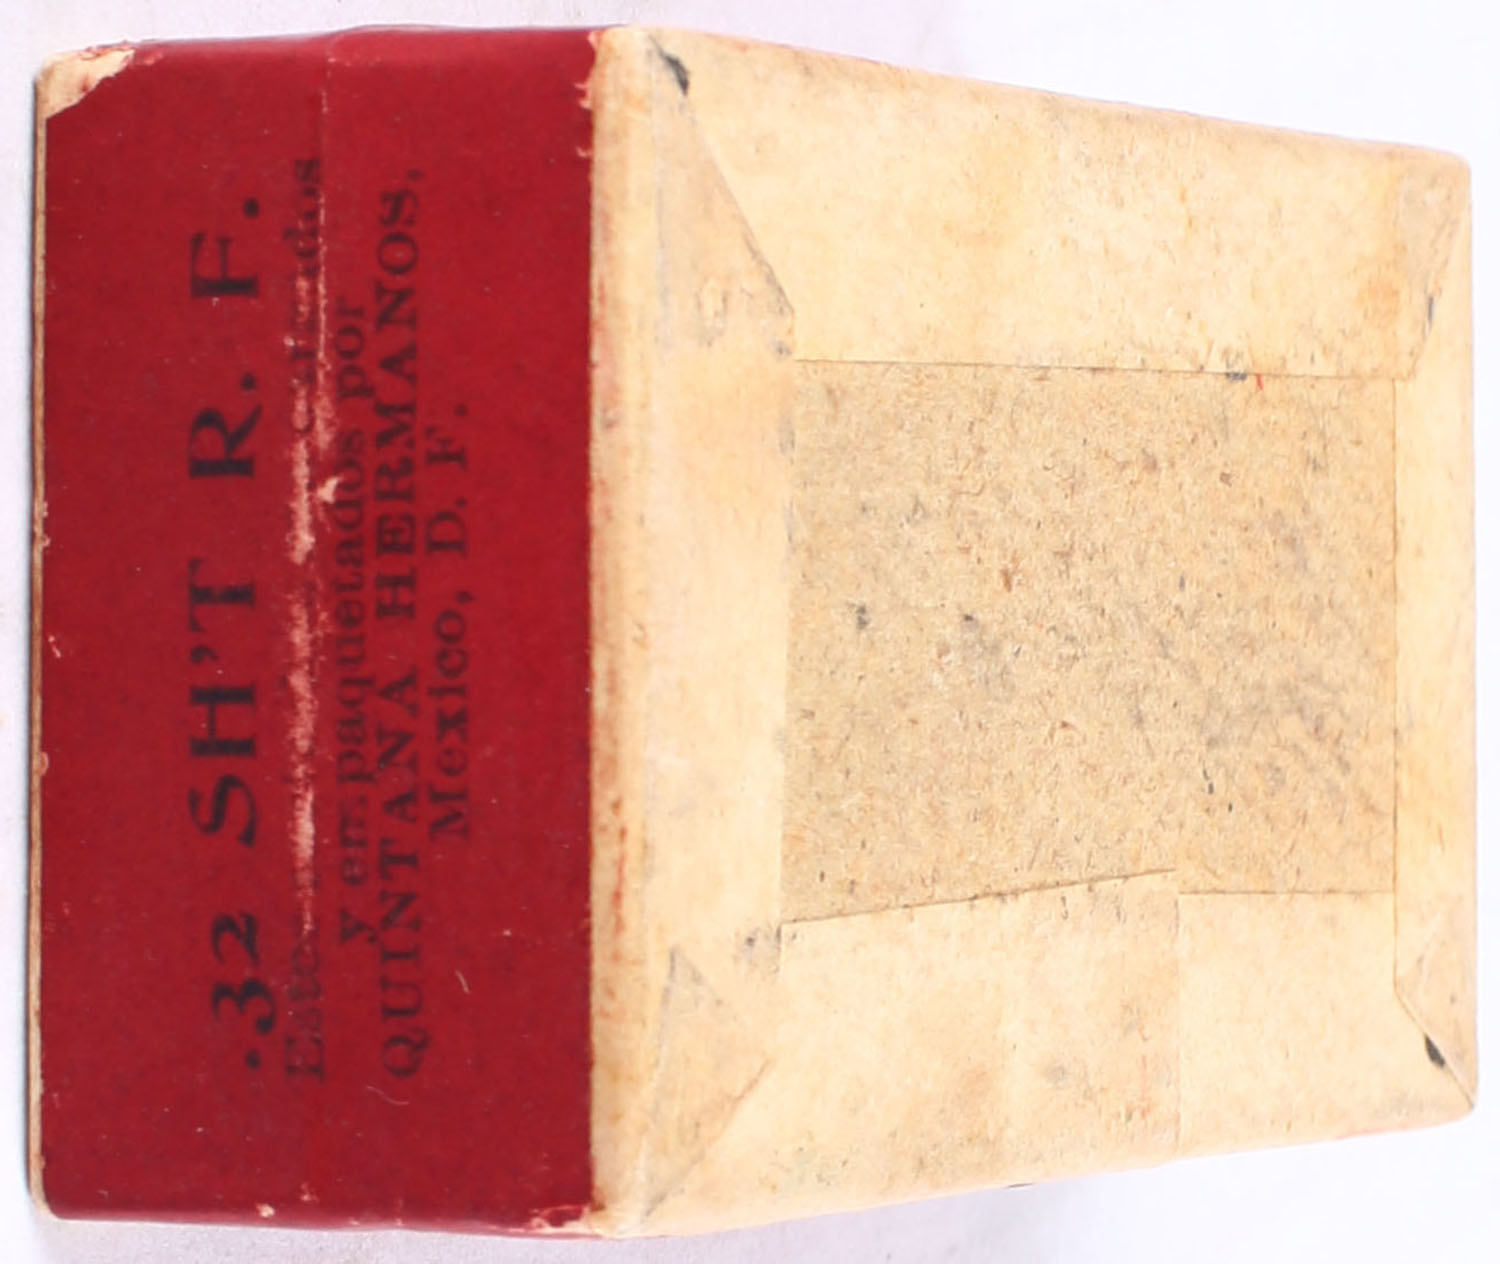 .32 SH'T R. F.
y empaquetados por
QUINTANA HERMANOS,
Mexico, D. F.